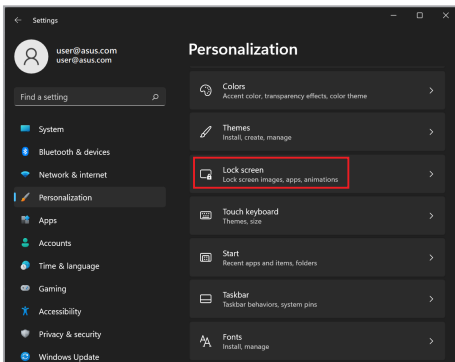 Settings
user@asus.com
user@asus.com
Find a setting
System
Bluetooth & devices
Network & internet
Personalization
Apps
Accounts
Time & language
Gaming
Accessibility
Privacy & security
Windows Update
Personalization
Colors
Accent color, transparency effects, color theme
Themes
Install, create, manage
Lock screen
Lock screen images, apps, animations
Touch keyboard
Themes, size
Start
Recent apps and items, folders
Taskbar
Taskbar behaviors, system pins
Fonts
Install, manage